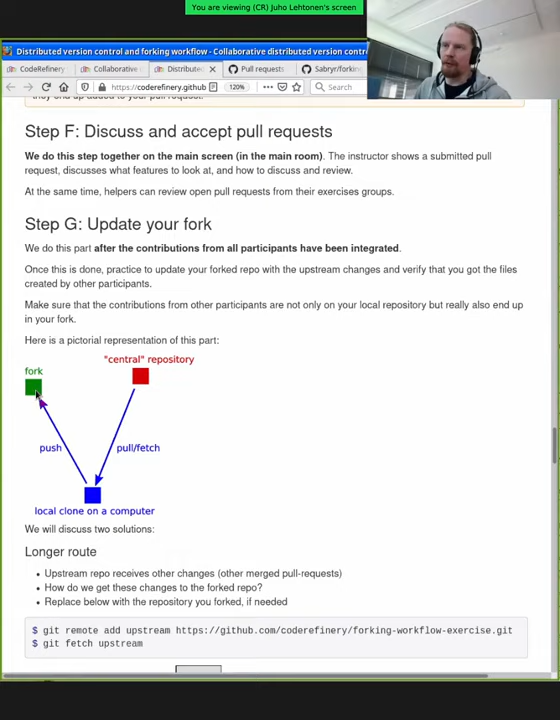 You are viewing (CR) Juho Lehtonen's screen
Distributed version control and forking workflow - Collaborative distributed version contr
CodeRefinery
Collaborative
Distributed
Pull requests
Sabryr/forking
https://coderefinery.github
120%
Search
they end up added to your pull request.
Step F: Discuss and accept pull requests
We do this step together on the main screen (in the main room). The instructor shows a submitted pull
request, discusses what features to look at, and how to discuss and review.
At the same time, helpers can review open pull requests from their exercises groups.
Step G: Update your fork
We do this part after the contributions from all participants have been integrated.
Once this is done, practice to update your forked repo with the upstream changes and verify that you got the files
created by other participants.
Make sure that the contributions from other participants are not only on your local repository but really also end up
in your fork.
Here is a pictorial representation of this part:
"central" repository
fork
push
pull/fetch
local clone on a computer
We will discuss two solutions:
Longer route
• Upstream repo receives other changes (other merged pull-requests)
• How do we get these changes to the forked repo?
• Replace below with the repository you forked, if needed
$ git remote add upstream https://github.com/coderefinery/forking-workflow-exercise.git
$ git fetch upstream